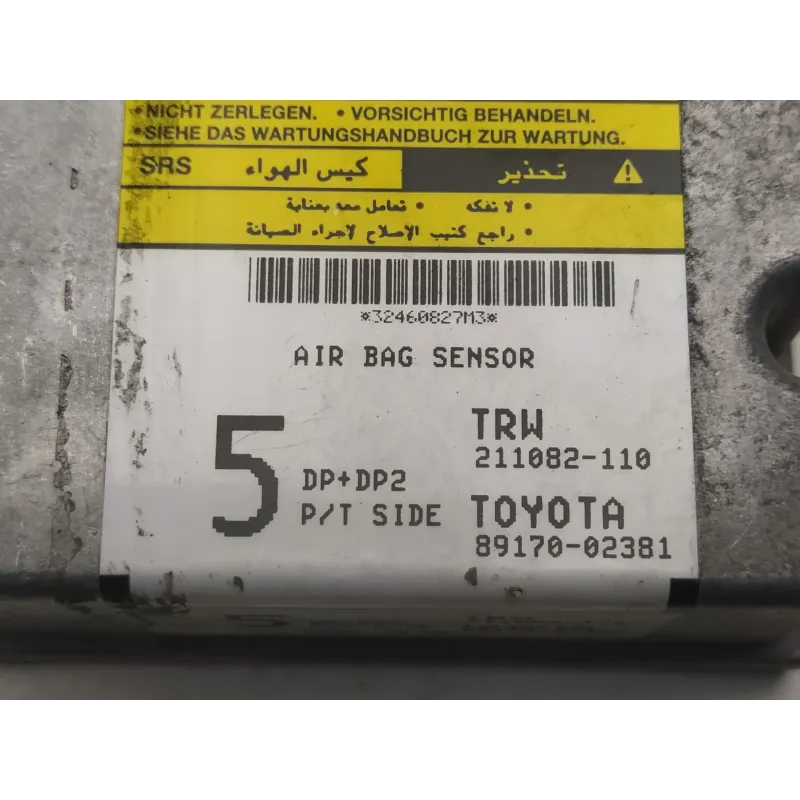 • NICHT ZERLEGEN. • VORSICHTIG BEHANDELN.
• SIEHE DAS WARTUNGSHANDBUCH ZUR WARTUNG.
SRS كيس الهواء تحذير
• لا تفكه • تعامل معه بعناية
• راجع كتيب الإصلاح لاجراء الصيانة
*32460827M3*
AIR BAG SENSOR
5
DP+DP2
P/T SIDE
TRW
211082-110
TOYOTA
89170-02381